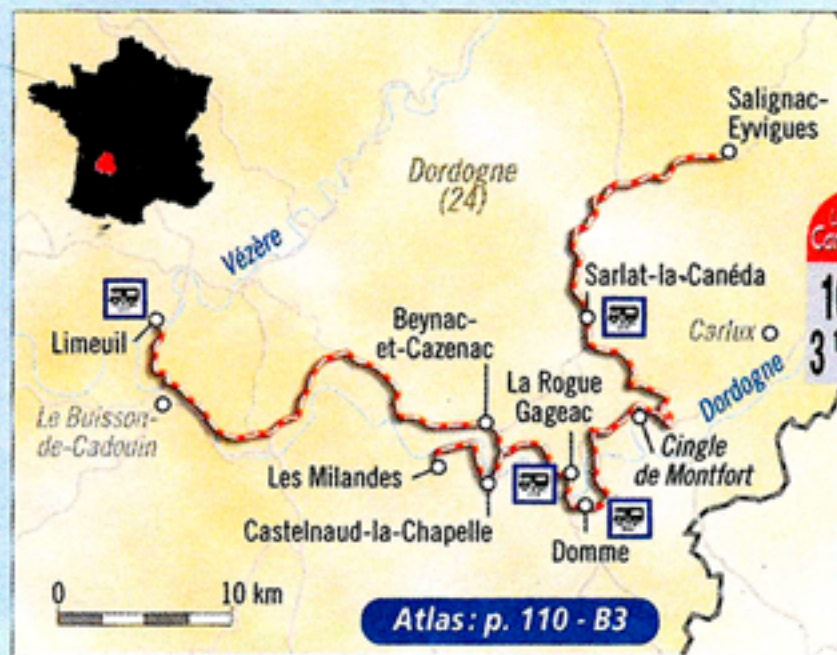 Salignac-
Eyvigues
Dordogne
(24)
Vézère
Sarlat-la-Canéda
Limeuil
Beynac-
et-Cazenac
Carlux
Le Buisson-
de-Cadouin
La Rogue
Gageac
Dordogne
Les Milandes
Cingle
de Montfort
Castelnaud-la-Chapelle
Domme
0 10 km
Atlas: p. 110 - B3